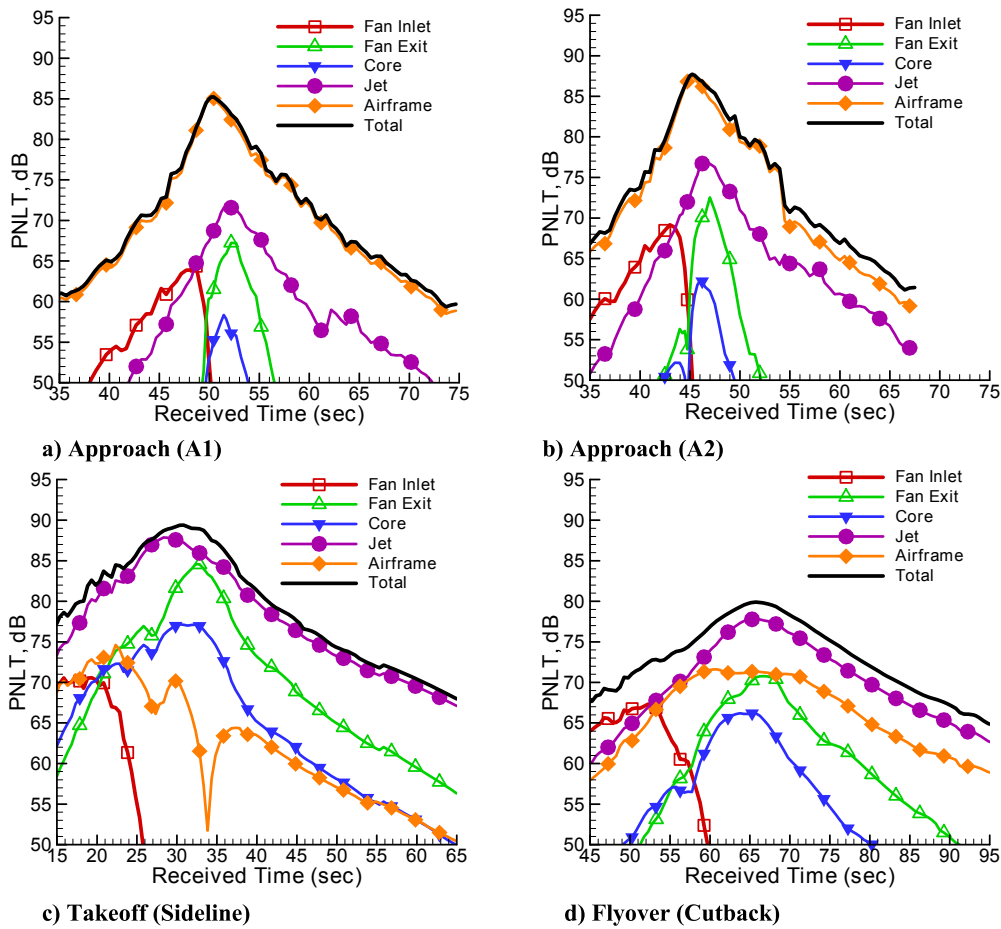 95
90
85
80
75
70
65
60
55
50
PNLT, dB
Fan Inlet
Fan Exit
Core
Jet
Airframe
Total
35 40 45 50 55 60 65 70 75
Received Time (sec)
a) Approach (A1)
95
90
85
80
75
70
65
60
55
50
PNLT, dB
Fan Inlet
Fan Exit
Core
Jet
Airframe
Total
35 45 55 65 75
Received Time (sec)
b) Approach (A2)
95
90
85
80
75
70
65
60
55
50
PNLT, dB
Fan Inlet
Fan Exit
Core
Jet
Airframe
Total
15 20 25 30 35 40 45 50 55 60 65
Received Time (sec)
c) Takeoff (Sideline)
95
90
85
80
75
70
65
60
55
50
PNLT, dB
Fan Inlet
Fan Exit
Core
Jet
Airframe
Total
45 50 55 60 65 70 75 80 85 90 95
Received Time (sec)
d) Flyover (Cutback)